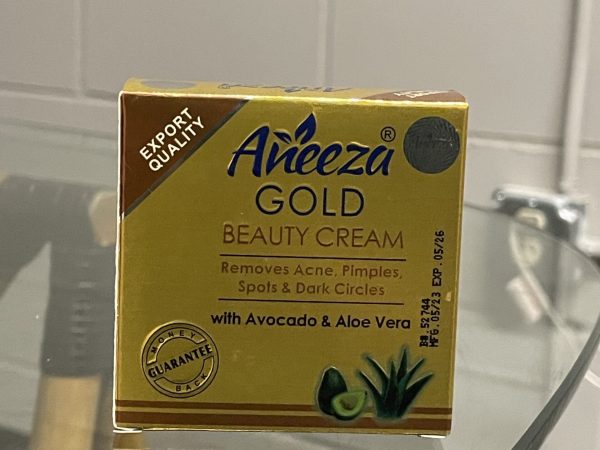 EXPORT
QUALITY
Aneeza®
GOLD
BEAUTY CREAM
Removes Acne, Pimples,
Spots & Dark Circles
with Avocado & Aloe Vera
B#.52744
MFG.05/23 EXP.05/26
MONEY
GUARANTEE
BACK